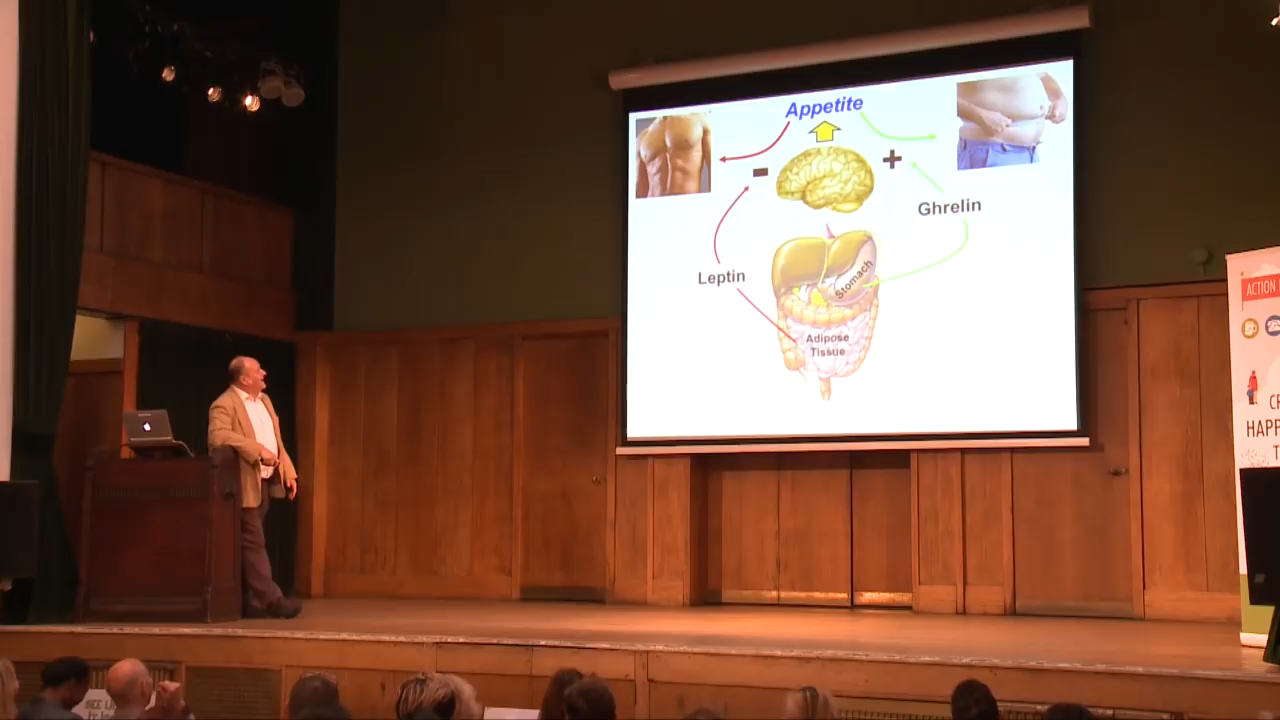 Appetite
-
+
Ghrelin
Leptin
Stomach
Adipose
Tissue
ACTION
HAPP